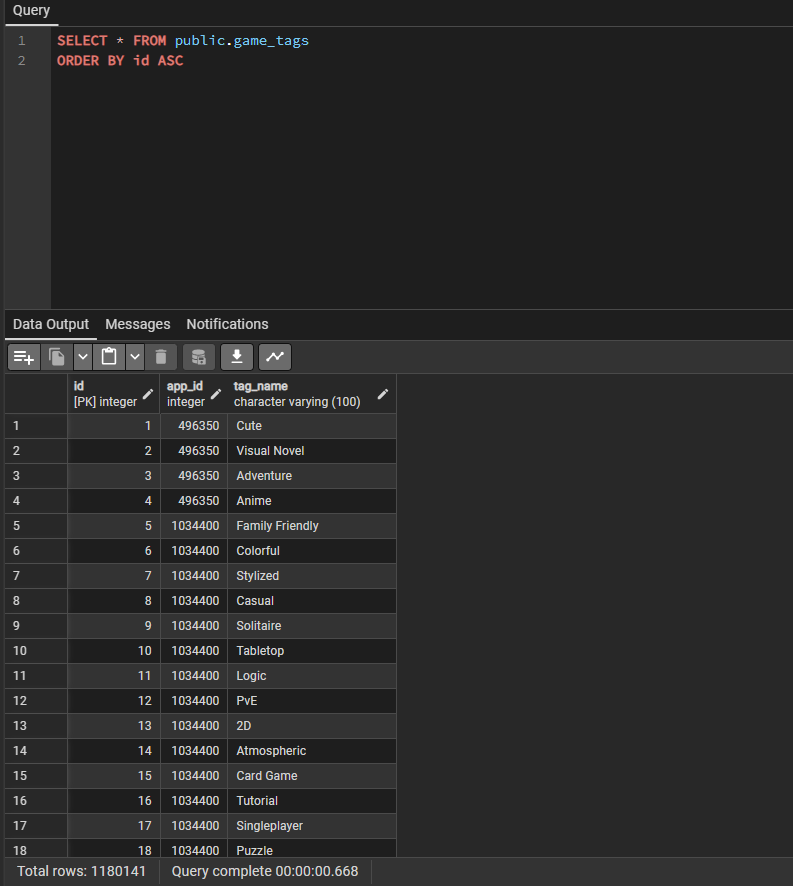 Query
1 SELECT * FROM public.game_tags
2 ORDER BY id ASC
Data Output Messages Notifications
id app_id tag_name
[PK] integer integer character varying (100)
1 1 496350 Cute
2 2 496350 Visual Novel
3 3 496350 Adventure
4 4 496350 Anime
5 5 1034400 Family Friendly
6 6 1034400 Colorful
7 7 1034400 Stylized
8 8 1034400 Casual
9 9 1034400 Solitaire
10 10 1034400 Tabletop
11 11 1034400 Logic
12 12 1034400 PvE
13 13 1034400 2D
14 14 1034400 Atmospheric
15 15 1034400 Card Game
16 16 1034400 Tutorial
17 17 1034400 Singleplayer
18 18 1034400 Puzzle
Total rows: 1180141 Query complete 00:00:00.668